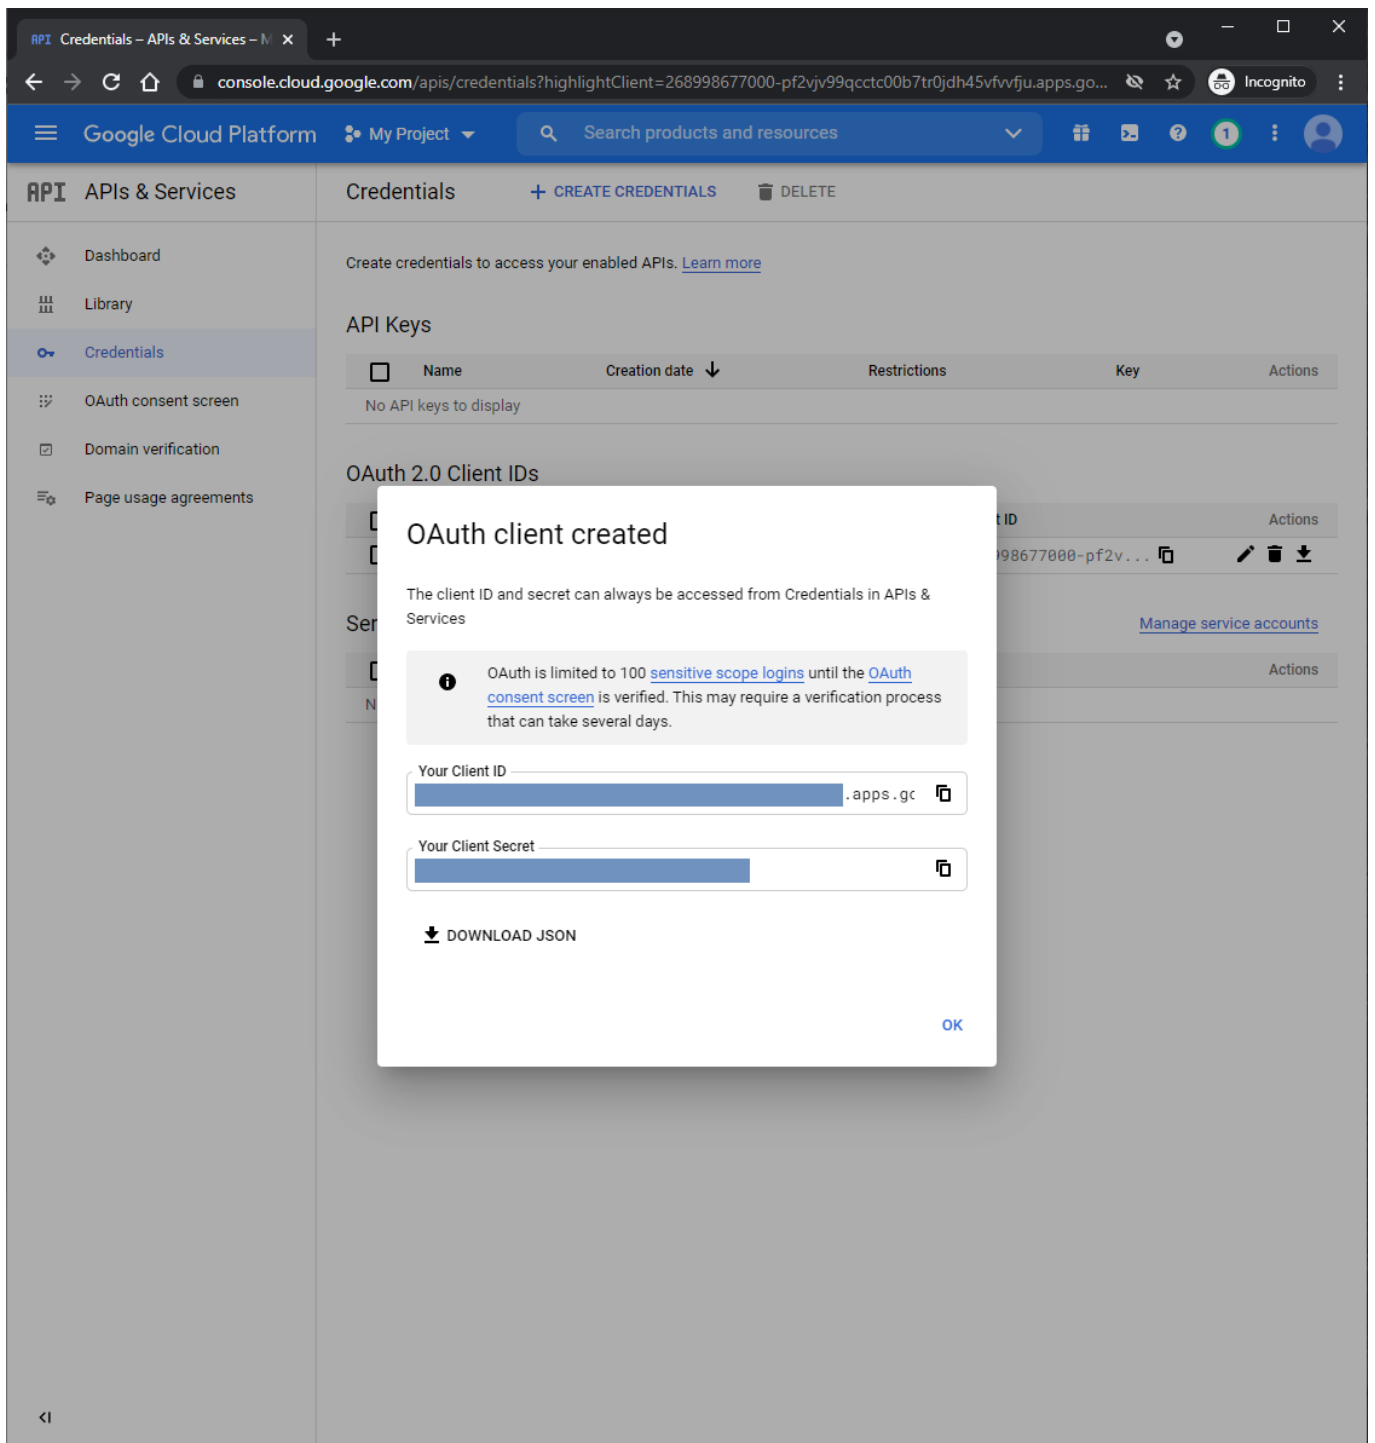 API Credentials – APIs & Services – M
console.cloud.google.com/apis/credentials?highlightClient=268998677000-pf2vjv99qcctc00b7tr0jdh45vfvvfju.apps.go...
Incognito
Google Cloud Platform
My Project
Search products and resources
1
API APIs & Services
Credentials
CREATE CREDENTIALS
DELETE
Dashboard
Library
Credentials
OAuth consent screen
Domain verification
Page usage agreements
Create credentials to access your enabled APIs. Learn more
API Keys
Name Creation date Restrictions Key Actions
No API keys to display
OAuth 2.0 Client IDs
t ID Actions
98677000-pf2v...
Ser
Manage service accounts
Actions
N
OAuth client created
The client ID and secret can always be accessed from Credentials in APIs &
Services
OAuth is limited to 100 sensitive scope logins until the OAuth
consent screen is verified. This may require a verification process
that can take several days.
Your Client ID
.apps.gc
Your Client Secret
DOWNLOAD JSON
OK